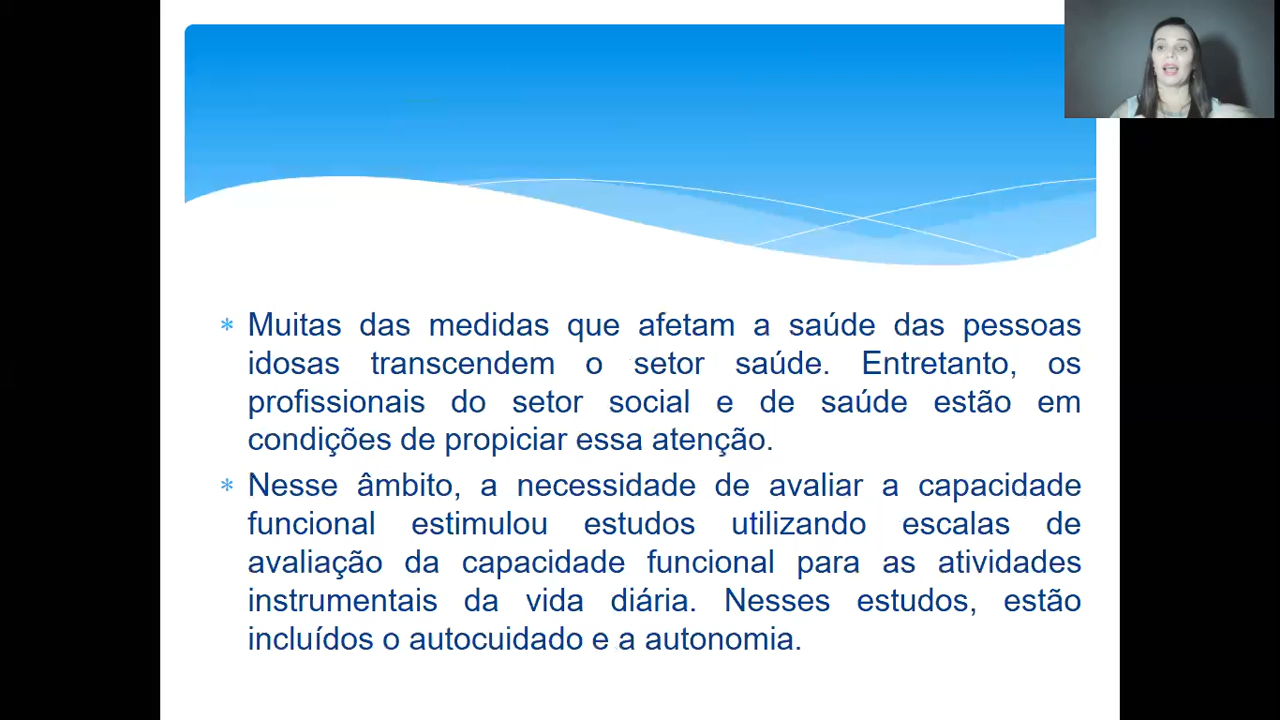 * Muitas das medidas que afetam a saúde das pessoas
idosas transcendem o setor saúde. Entretanto, os
profissionais do setor social e de saúde estão em
condições de propiciar essa atenção.
* Nesse âmbito, a necessidade de avaliar a capacidade
funcional estimulou estudos utilizando escalas de
avaliação da capacidade funcional para as atividades
instrumentais da vida diária. Nesses estudos, estão
incluídos o autocuidado e a autonomia.